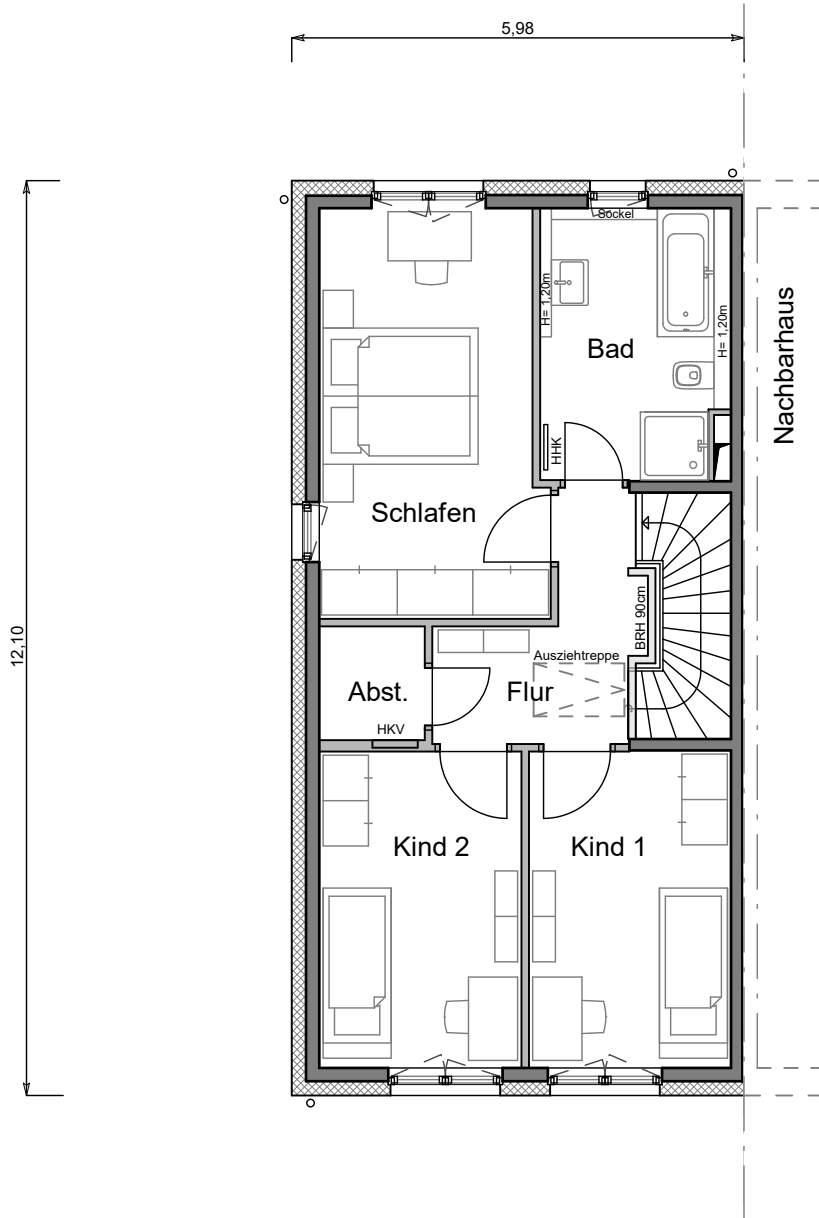 5,98
12,10
Sockel
H= 1,20m
H= 1,20m
Nachbarhaus
Bad
HHK
Schlafen
BRH 90cm
Ausziehtreppe
Abst.
Flur
HKV
Kind 2
Kind 1